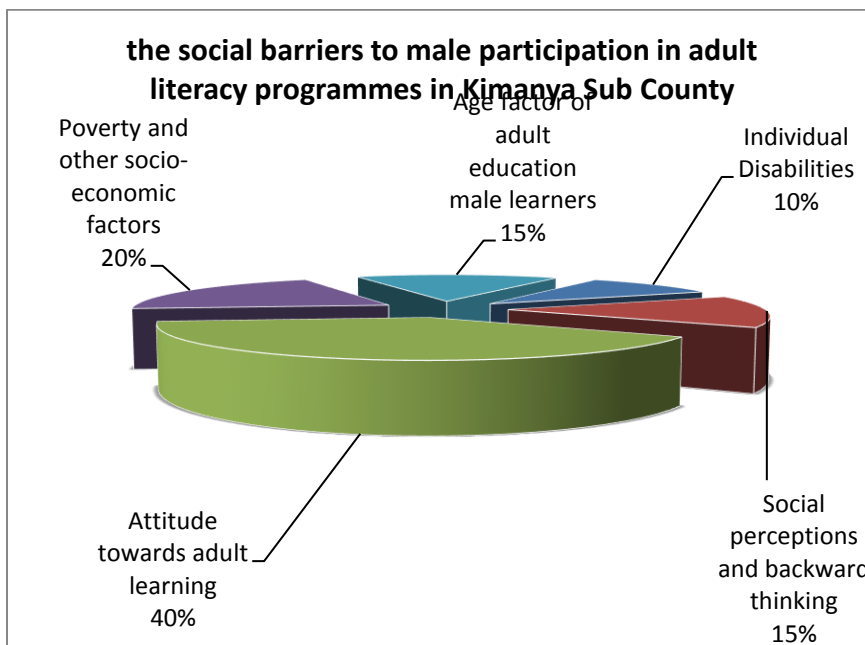 the social barriers to male participation in adult
literacy programmes in Kimanya Sub County
Poverty and
other socio-
economic
factors
20%
Age factor of
adult
education
male learners
15%
Individual
Disabilities
10%
Attitude
towards adult
learning
40%
Social
perceptions
and backward
thinking
15%